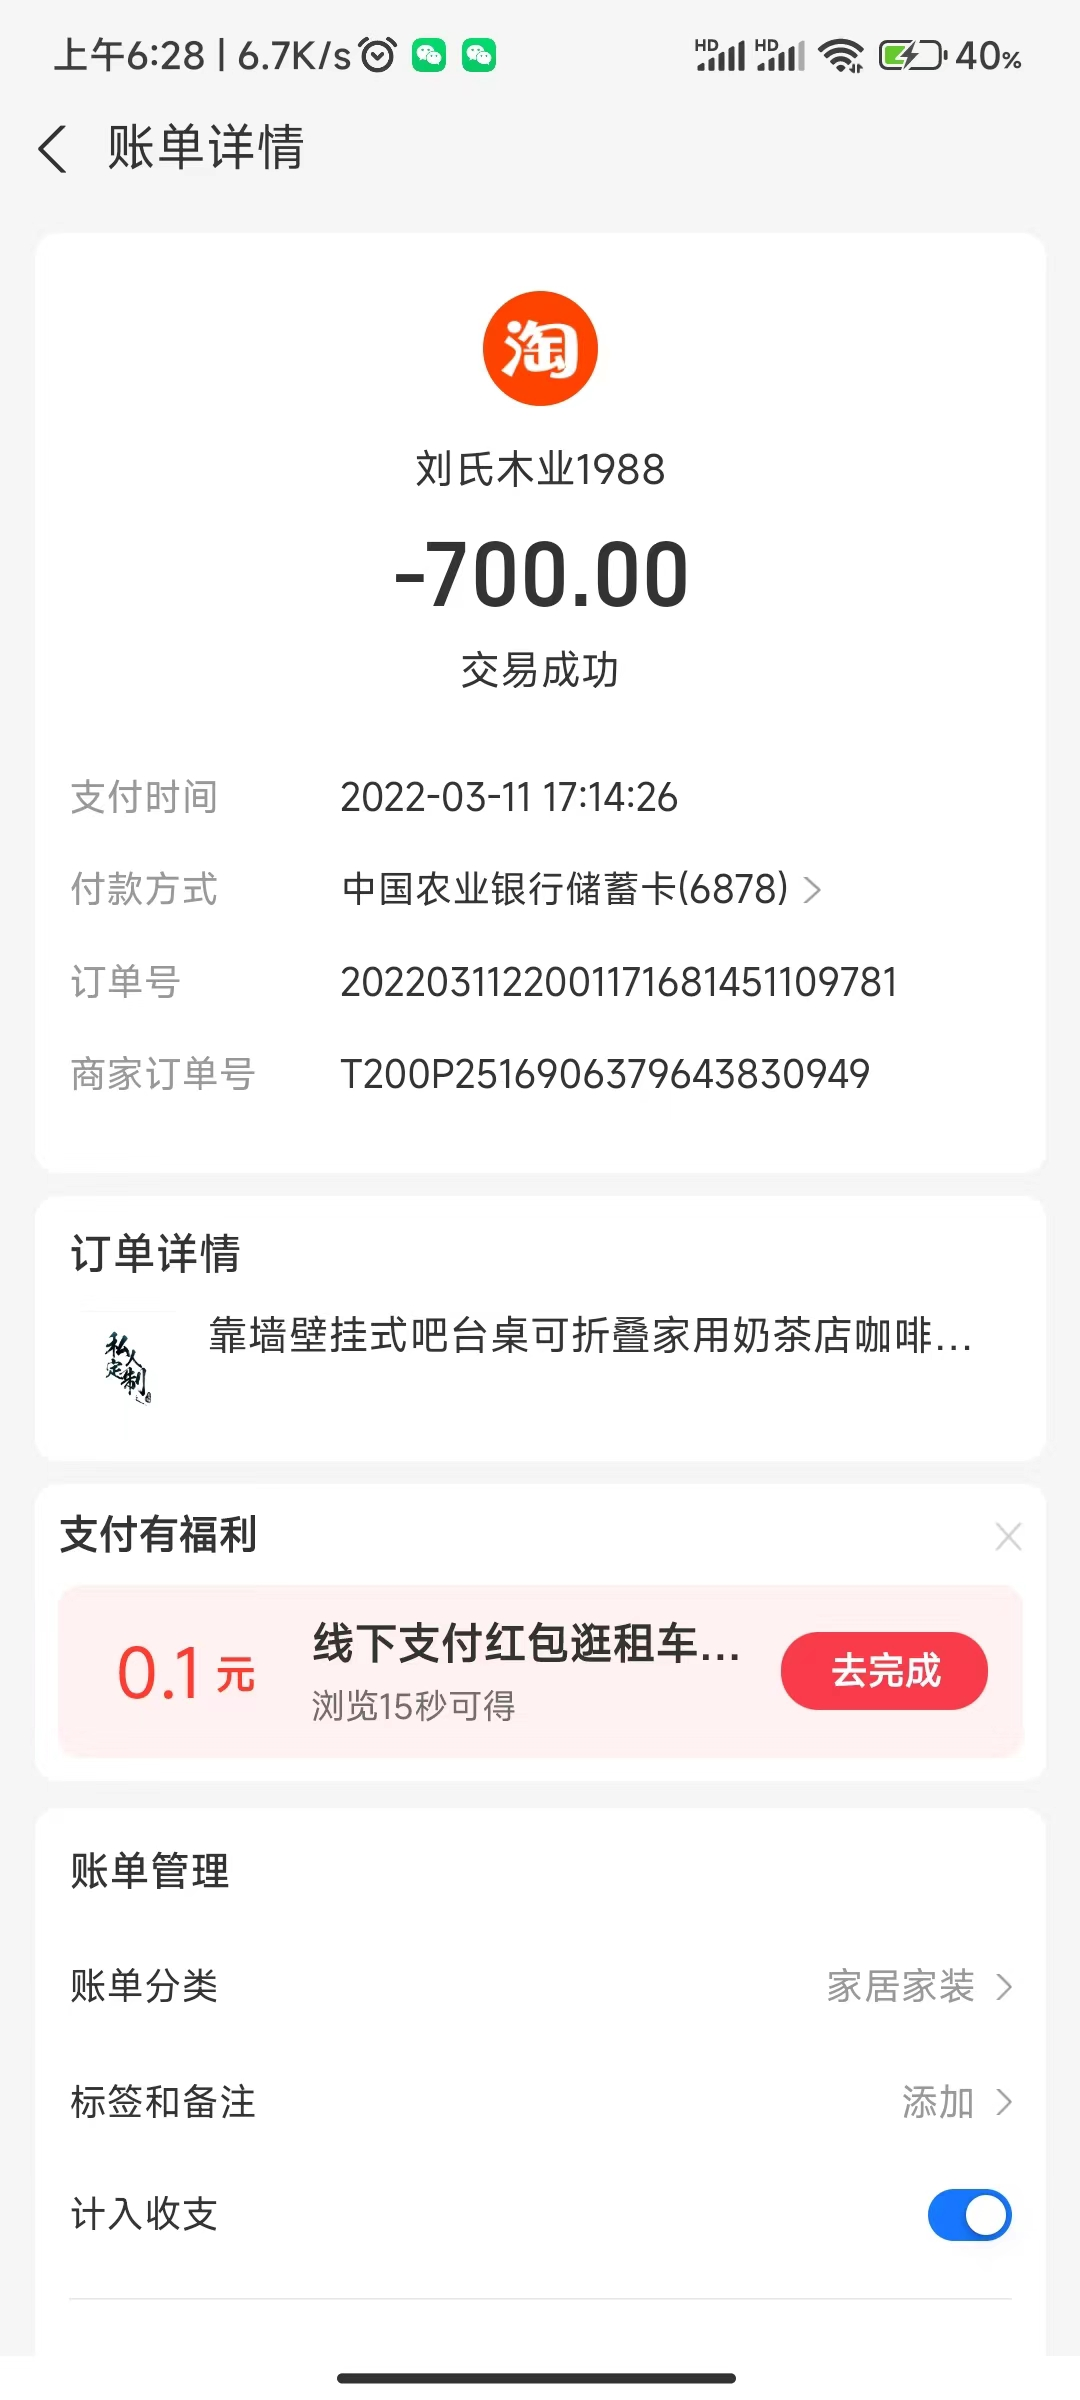 上午6:28 | 6.7K/s
HD HD 40%
账单详情
淘
刘氏木业1988
-700.00
交易成功
支付时间 2022-03-11 17:14:26
付款方式 中国农业银行储蓄卡(6878)
订单号 2022031122001171681451109781
商家订单号 T200P2516906379643830949
订单详情
私人定制
靠墙壁挂式吧台桌可折叠家用奶茶店咖啡...
支付有福利
0.1元
线下支付红包逛租车...
浏览15秒可得
去完成
账单管理
账单分类 家居家装
标签和备注 添加
计入收支